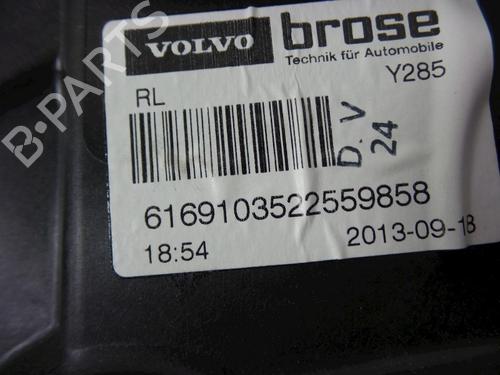 VOLVO
brose
Technik für Automobile
Y285
RL
D.V
24
6169103522559858
18:54
2013-09-18
B-PARTS